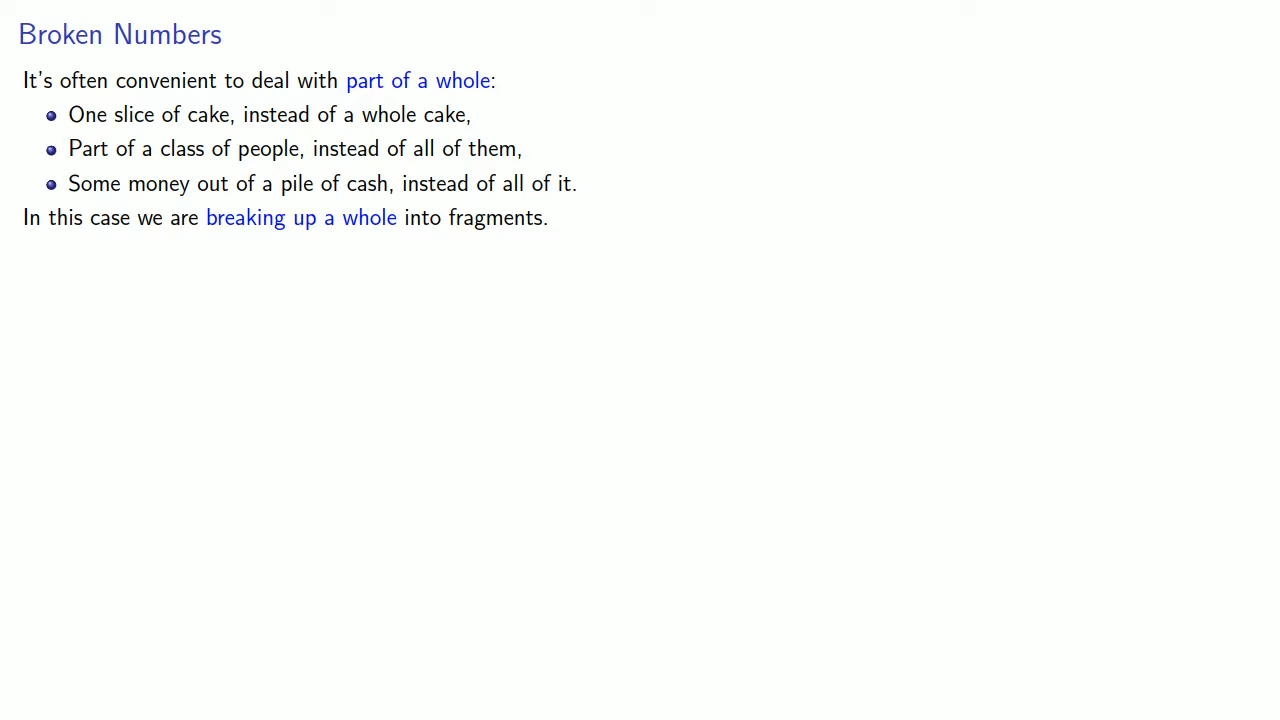 Broken Numbers
It's often convenient to deal with part of a whole:
One slice of cake, instead of a whole cake,
Part of a class of people, instead of all of them,
Some money out of a pile of cash, instead of all of it.
In this case we are breaking up a whole into fragments.